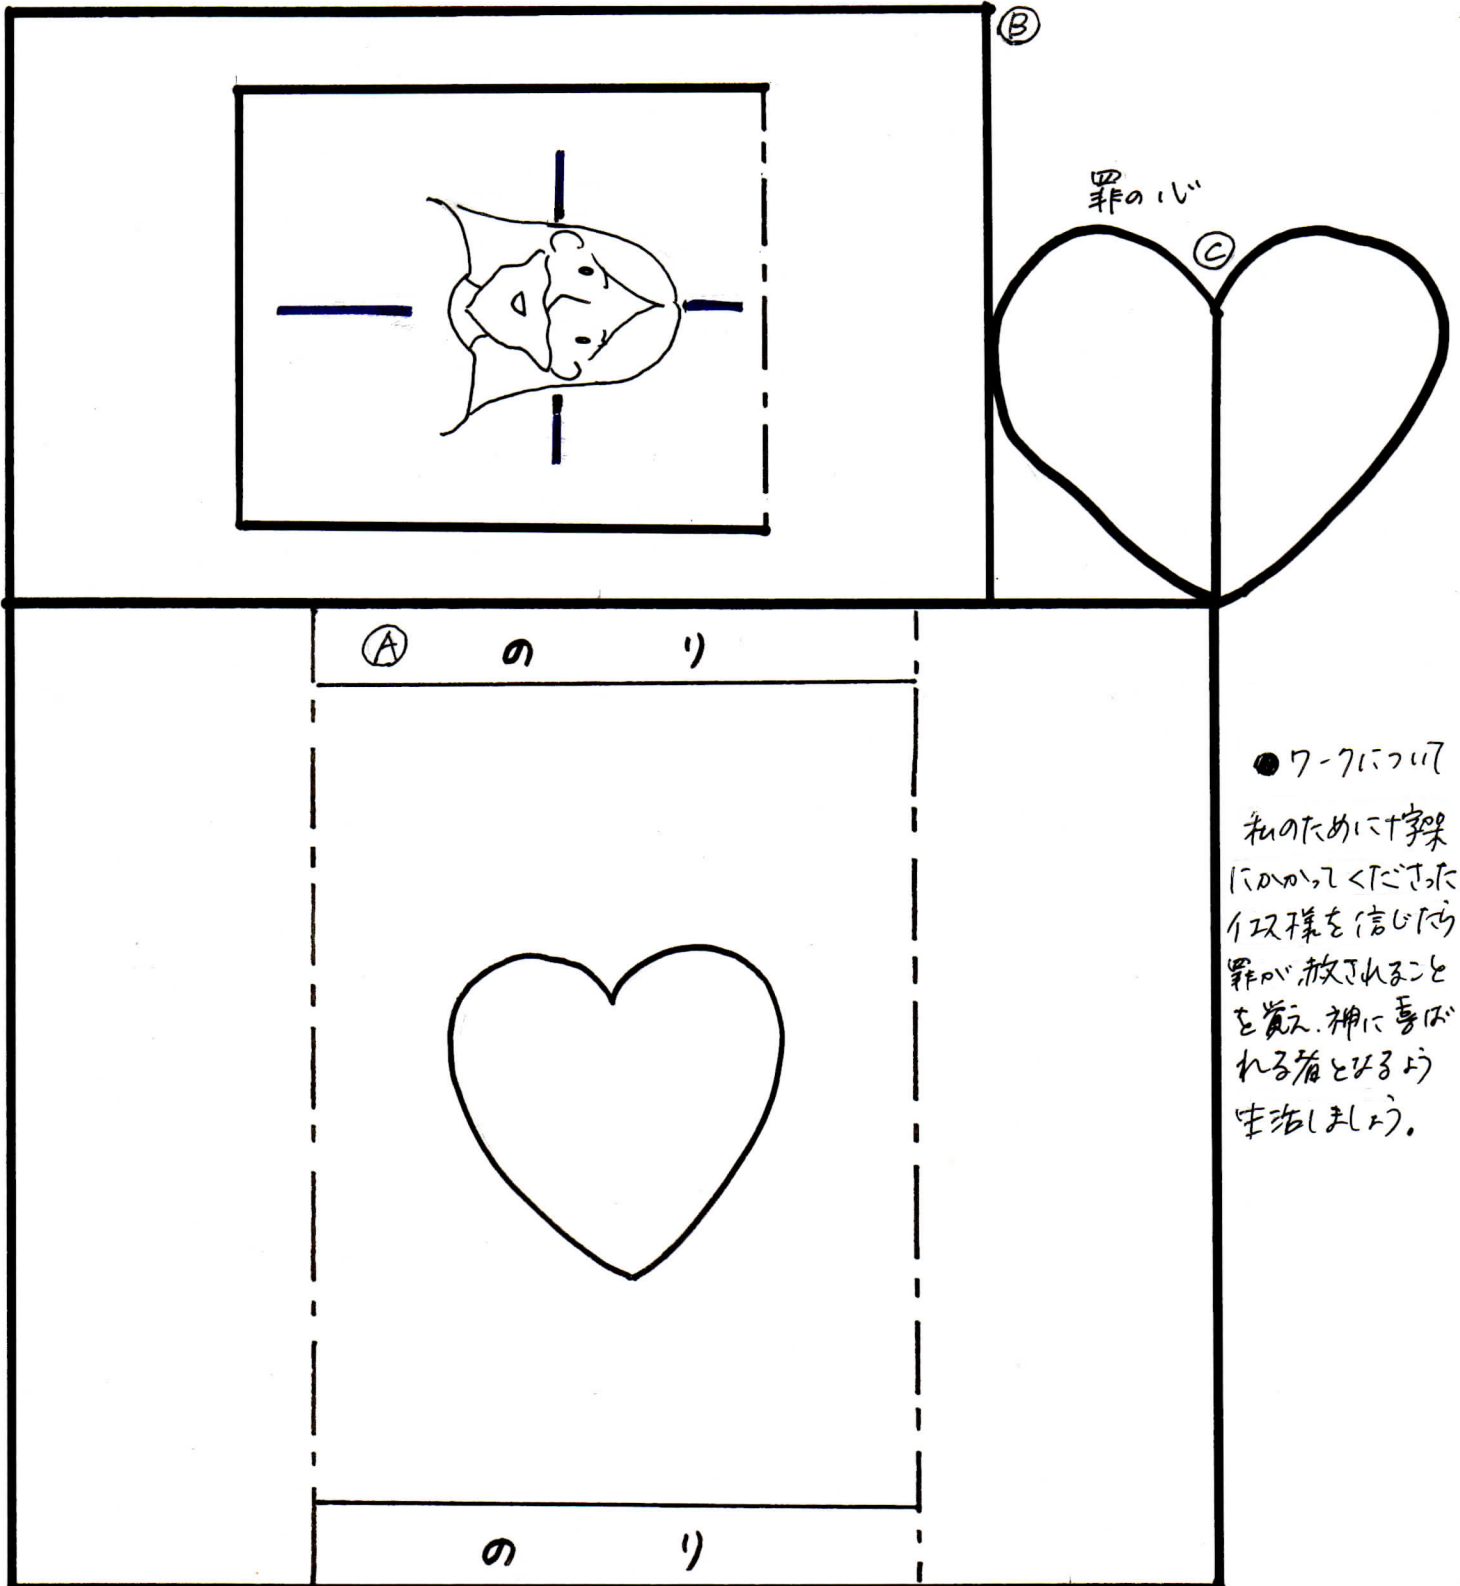 Ⓑ
罪の心
Ⓒ
Ⓐ のり
●ワークについて
私のために十字架
にかかってくださった
イエス様を信じたら
罪が赦されること
を覚え、神に喜ば
れる者となるよう
生活しましょう。
のり